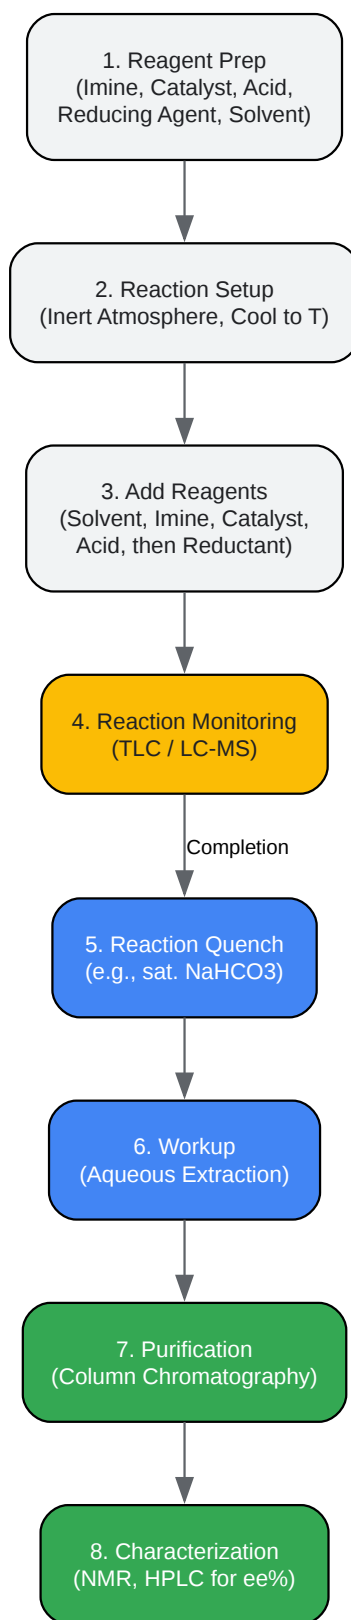 1. Reagent Prep
(Imine, Catalyst, Acid,
Reducing Agent, Solvent)
2. Reaction Setup
(Inert Atmosphere, Cool to T)
3. Add Reagents
(Solvent, Imine, Catalyst,
Acid, then Reductant)
4. Reaction Monitoring
(TLC / LC-MS)
Completion
5. Reaction Quench
(e.g., sat. NaHCO3)
6. Workup
(Aqueous Extraction)
7. Purification
(Column Chromatography)
8. Characterization
(NMR, HPLC for ee%)